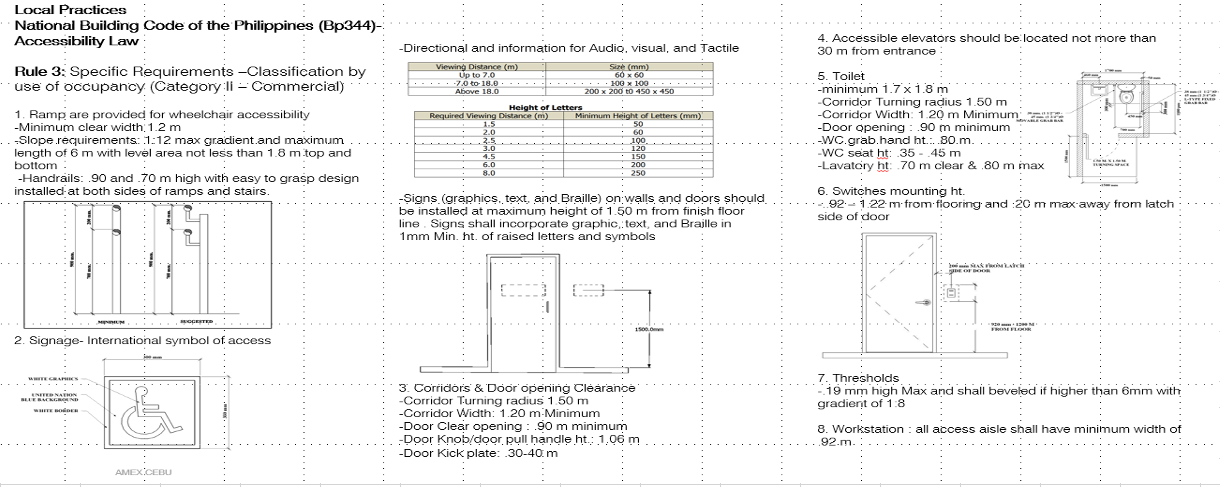 Local Practices
National Building Code of the Philippines (Bp344)-
Accessibility Law
Rule 3: Specific Requirements –Classification by
use of occupancy (Category II – Commercial)
1. Ramp are provided for wheelchair accessibility
-Minimum clear width 1.2 m
-Slope requirements: 1:12 max gradient and maximum
length of 6 m with level area not less than 1.8 m top and
bottom
-Handrails: .90 and .70 m high with easy to grasp design
installed at both sides of ramps and stairs.
MINIMUM
SUGGESTED
2. Signage- International symbol of access
WHITE GRAPHICS
UNITED NATION
BLUE BACKGROUND
WHITE BORDER
AMEX.CEBU
-Directional and information for Audio, visual, and Tactile
Viewing Distance (m) Size (mm)
Up to 7.0 60 x 60
7.0 to 18.0 100 x 100
Above 18.0 200 x 200 t0 450 x 450
Height of Letters
Required Viewing Distance (m) Minimum Height of Letters (mm)
1.5 50
2.0 60
2.5 100
3.0 120
4.5 150
6.0 200
8.0 250
-Signs (graphics, text, and Braille) on walls and doors should
be installed at maximum height of 1.50 m from finish floor
line . Signs shall incorporate graphic, text, and Braille in
1mm Min. ht. of raised letters and symbols
1500.0mm
3. Corridors & Door opening Clearance
-Corridor Turning radius 1.50 m
-Corridor Width: 1.20 m Minimum
-Door Clear opening : .90 m minimum
-Door Knob/door pull handle ht.: 1.06 m
-Door Kick plate: .30-40 m
4. Accessible elevators should be located not more than
30 m from entrance
5. Toilet
-minimum 1.7 x 1.8 m
-Corridor Turning radius 1.50 m
-Corridor Width: 1.20 m Minimum
-Door opening : .90 m minimum
-WC grab hand ht.: .80 m
-WC seat ht: .35 - .45 m
-Lavatory ht: .70 m clear & .80 m max
MOVABLE GRAB BAR
TURNING SPACE
6. Switches mounting ht.
- .92 – 1.22 m from flooring and .20 m max away from latch
side of door
200 mm MAX FROM LATCH
SIDE OF DOOR
FROM FLOOR
7. Thresholds
- .19 mm high Max and shall beveled if higher than 6mm with
gradient of 1:8
8. Workstation : all access aisle shall have minimum width of
.92 m